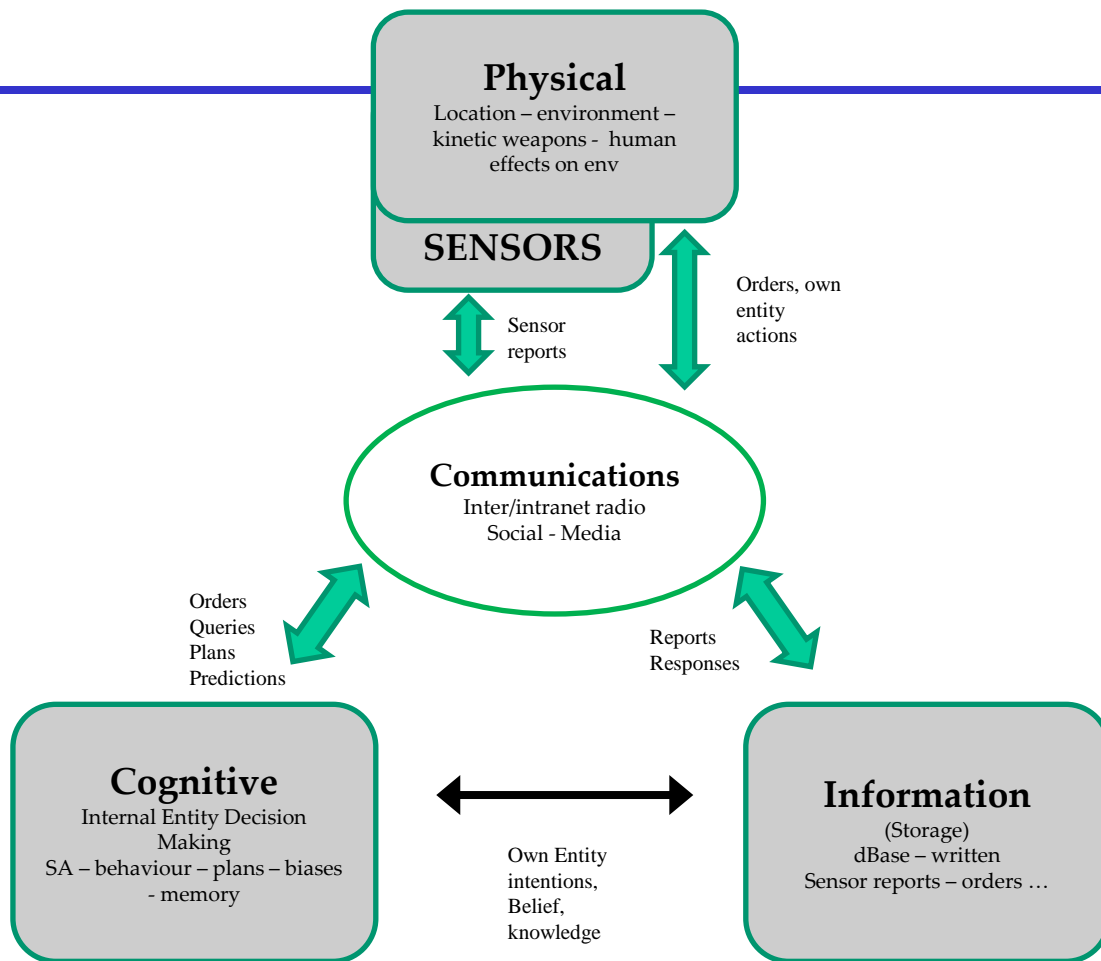 Physical
Location – environment –
kinetic weapons -  human
effects on env
SENSORS
Sensor
reports
Orders, own
entity
actions
Communications
Inter/intranet radio
Social - Media
Orders
Queries
Plans
Predictions
Reports
Responses
Cognitive
Internal Entity Decision
Making
SA – behaviour – plans – biases
- memory
Own Entity
intentions,
Belief,
knowledge
Information
(Storage)
dBase – written
Sensor reports – orders …